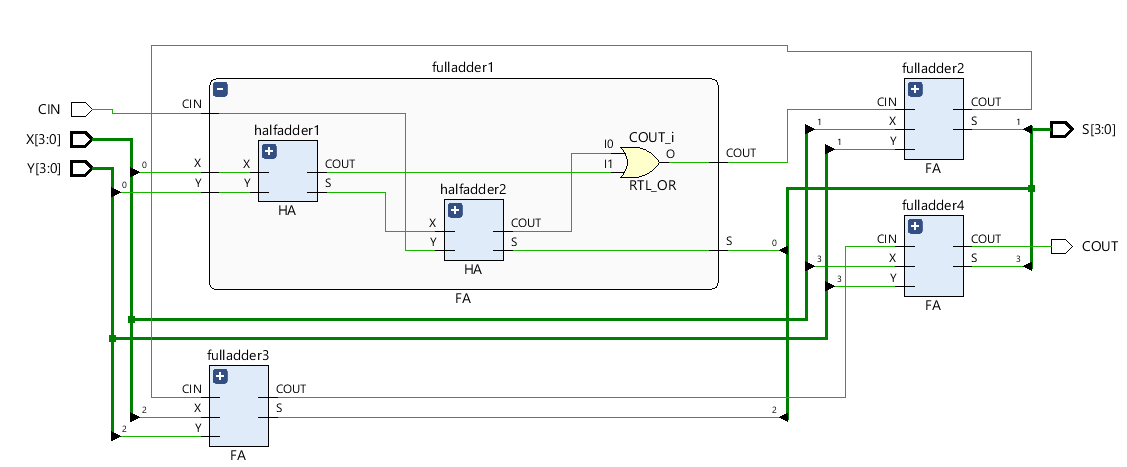 fulladder1
CIN
X[3:0]
Y[3:0]
0
0
CIN
X
Y
halfadder1
X
Y
COUT
S
HA
halfadder2
X
Y
COUT
S
HA
COUT_i
I0
I1
O
RTL_OR
COUT
S
0
FA
fulladder2
CIN
X
Y
1
1
COUT
S
1
FA
S[3:0]
fulladder4
CIN
X
Y
3
3
COUT
S
3
FA
COUT
fulladder3
CIN
X
Y
2
2
COUT
S
2
FA